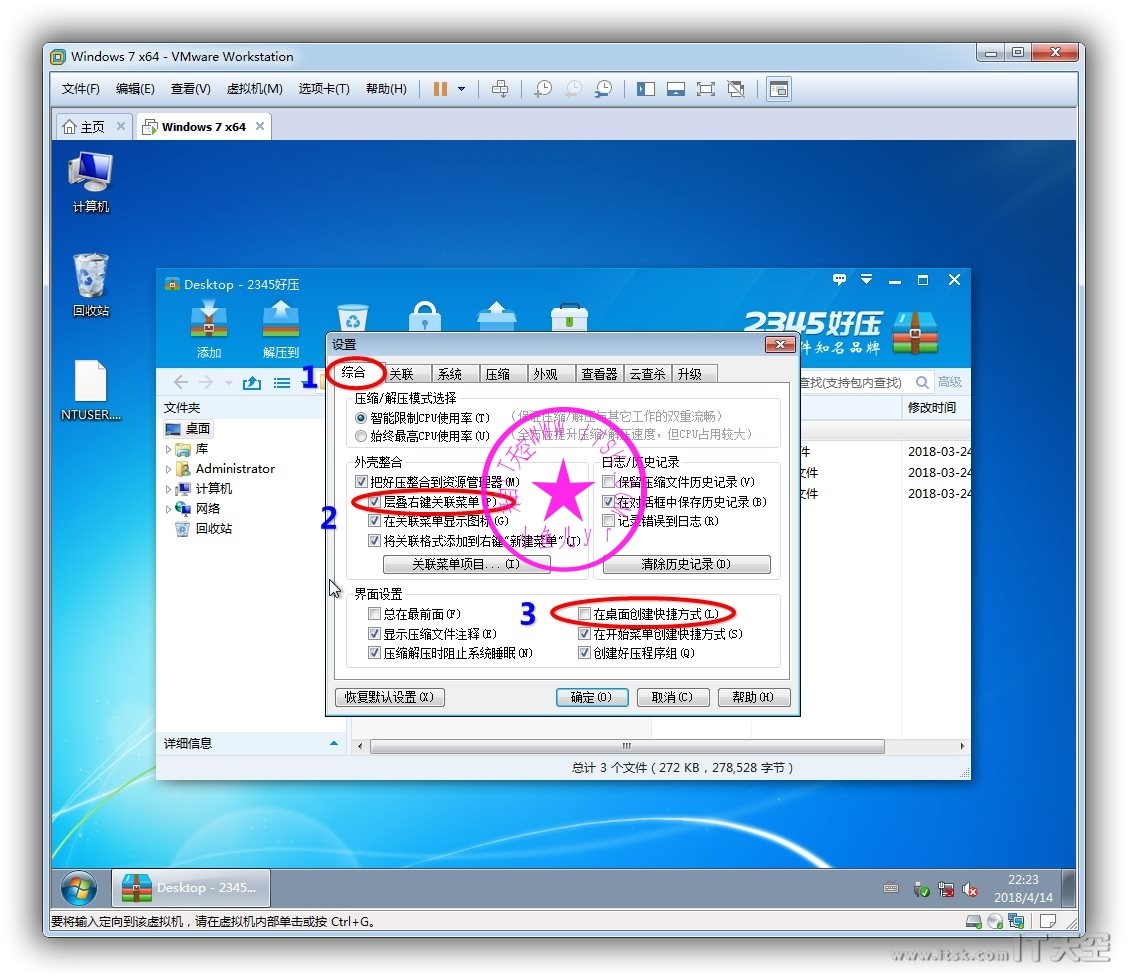 Windows 7 x64 - VMware Workstation
文件(F) 编辑(E) 查看(V) 虚拟机(M) 选项卡(T) 帮助(H)
主页 Windows 7 x64
计算机
回收站
NTUSER....
Desktop - 2345好压
2345好压
件知名品牌
添加 解压到
查找(支持包内查找) 高级
文件夹
修改时间
桌面
库
Administrator
计算机
网络
回收站
件 2018-03-24
文件 2018-03-24
文件 2018-03-24
设置
1
综合 关联 系统 压缩 外观 查看器 云查杀 升级
压缩/解压模式选择
智能限制CPU使用率(T) (保证压缩/解压与其它工作的双重流畅)
始终最高CPU使用率(U) 提升压缩/解压速度，但CPU占用较大)
外壳整合
把好压整合到资源管理器(M)
2
层叠右键关联菜单(P)
在关联菜单显示图标(G)
将关联格式添加到右键"新建菜单"(J)
关联菜单项目...(I)
日志/历史记录
保留压缩文件历史记录(V)
在对话框中保存历史记录(B)
记录错误到日志(R)
清除历史记录(D)
界面设置
总在最前面(F)
显示压缩文件注释(E)
压缩解压时阻止系统睡眠(N)
3
在桌面创建快捷方式(L)
在开始菜单创建快捷方式(S)
创建好压程序组(Q)
恢复默认设置(X) 确定(O) 取消(C) 帮助(H)
详细信息
总计 3 个文件 ( 272 KB , 278,528 字节 )
Desktop - 2345...
22:23
2018/4/14
要将输入定向到该虚拟机，请在虚拟机内部单击或按 Ctrl+G。
www.itsk.com IT天空